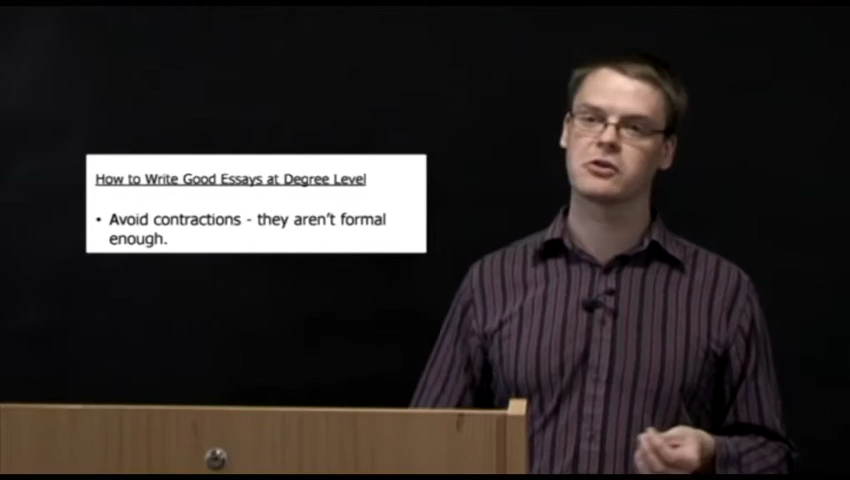 How to Write Good Essays at Degree Level
• Avoid contractions - they aren't formal
enough.